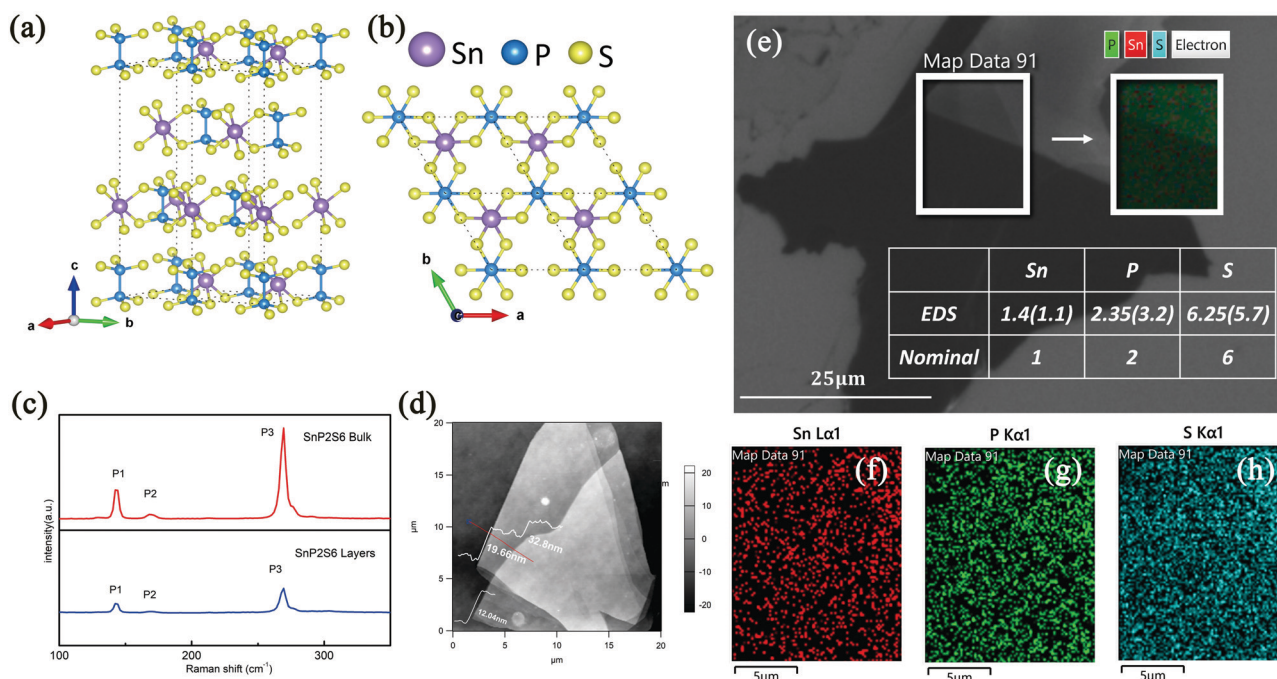 (a)
c
a
b
(b)
Sn
P
S
b
c
a
(c)
P1
P2
P3
SnP2S6 Bulk
P1
P2
P3
SnP2S6 Layers
intensity(a.u.)
100
200
300
Raman shift (cm-1)
(d)
20
15
10
5
0
μm
32.8nm
19.66nm
12.04nm
0
5
10
15
20
μm
m
20
10
0
-10
-20
(e)
P Sn S Electron
Map Data 91
Sn P S
EDS 1.4(1.1) 2.35(3.2) 6.25(5.7)
Nominal 1 2 6
25μm
Sn Lα1
Map Data 91
(f)
5μm
P Kα1
Map Data 91
(g)
5μm
S Kα1
Map Data 91
(h)
5μm